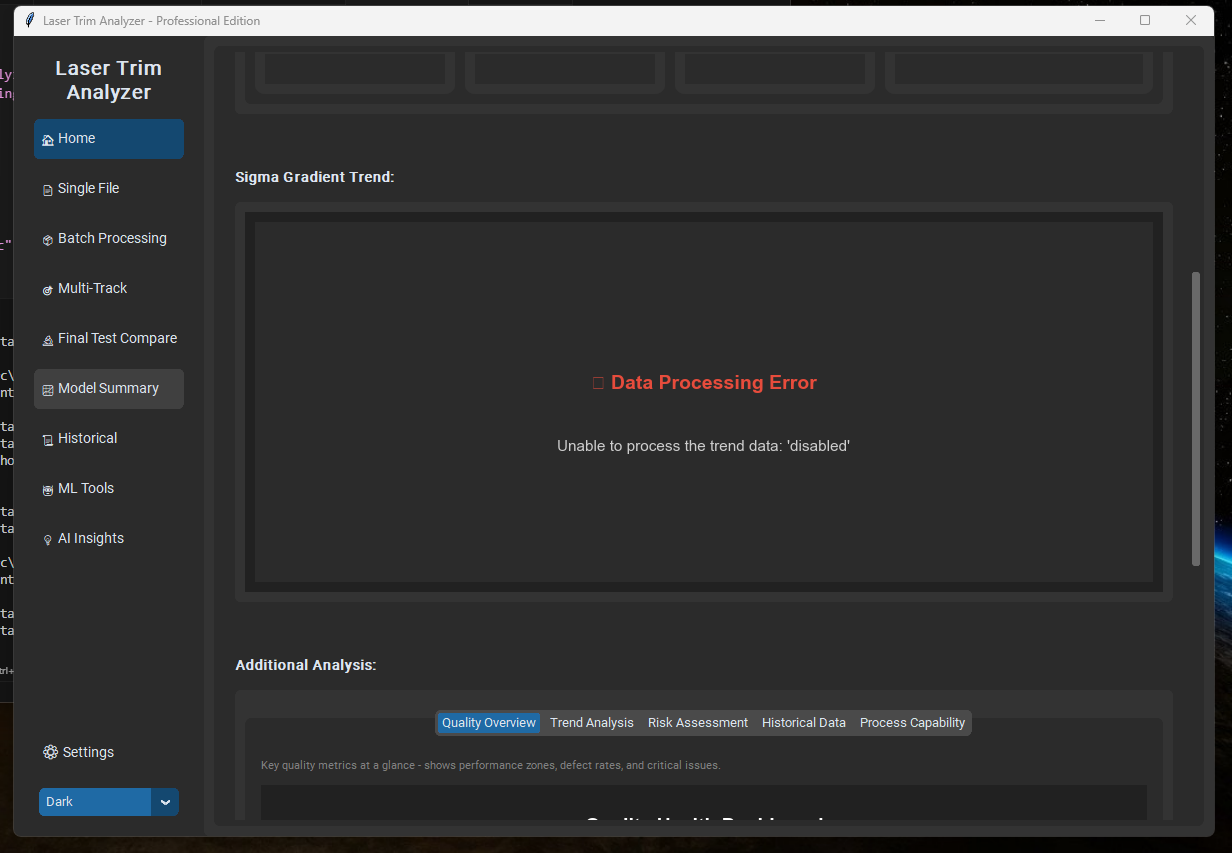 Laser Trim Analyzer - Professional Edition
Laser Trim
Analyzer
Home
Single File
Batch Processing
Multi-Track
Final Test Compare
Model Summary
Historical
ML Tools
AI Insights
Settings
Dark
Sigma Gradient Trend:
Data Processing Error
Unable to process the trend data: 'disabled'
Additional Analysis:
Quality Overview Trend Analysis Risk Assessment Historical Data Process Capability
Key quality metrics at a glance - shows performance zones, defect rates, and critical issues.